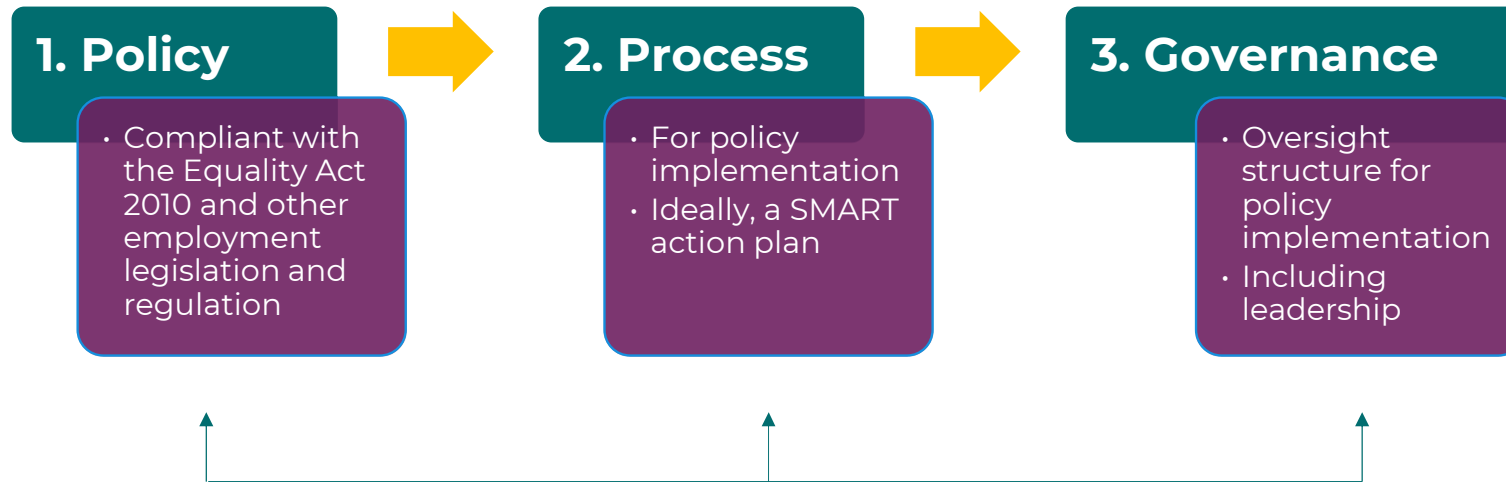 1. Policy
• Compliant with
the Equality Act
2010 and other
employment
legislation and
regulation
2. Process
• For policy
implementation
• Ideally, a SMART
action plan
3. Governance
• Oversight
structure for
policy
implementation
• Including
leadership